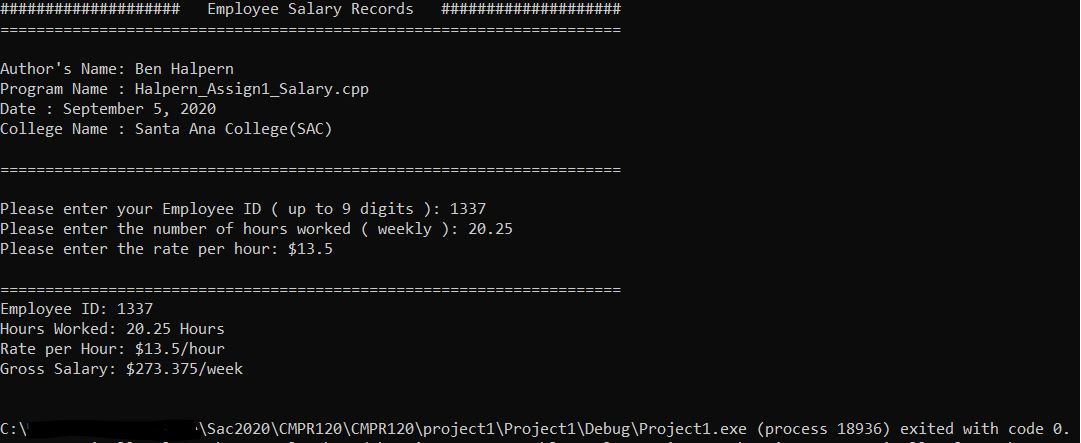 ####################   Employee Salary Records   ####################
=====================================================================
Author's Name: Ben Halpern
Program Name : Halpern_Assign1_Salary.cpp
Date : September 5, 2020
College Name : Santa Ana College(SAC)
=====================================================================
Please enter your Employee ID ( up to 9 digits ): 1337
Please enter the number of hours worked ( weekly ): 20.25
Please enter the rate per hour: $13.5
=====================================================================
Employee ID: 1337
Hours Worked: 20.25 Hours
Rate per Hour: $13.5/hour
Gross Salary: $273.375/week
C:\ \Sac2020\CMPR120\CMPR120\project1\Project1\Debug\Project1.exe (process 18936) exited with code 0.